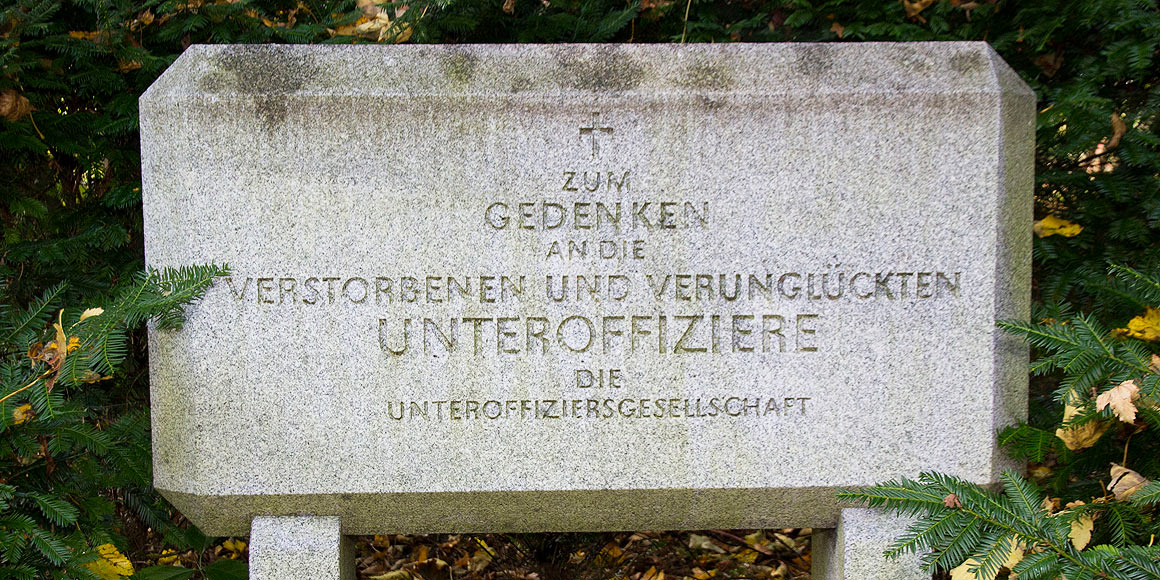 ZUM
GEDENKEN
AN DIE
VERSTORBENEN UND VERUNGLÜCKTEN
UNTEROFFIZIERE
DIE
UNTEROFFIZIERSGESELLSCHAFT